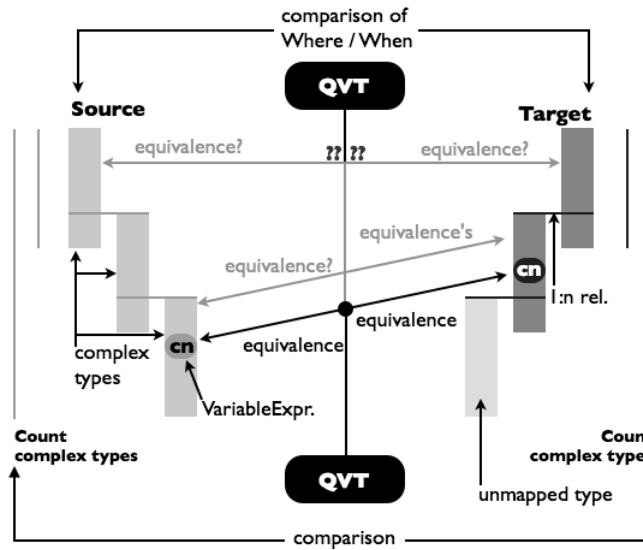 comparison of
Where / When
QVT
Source
Target
equivalence?
?? ??
equivalence?
equivalence's
equivalence?
cn
1:n rel.
equivalence
equivalence
cn
complex
types
VariableExpr.
Count
complex types
Coun
complex type
QVT
unmapped type
comparison